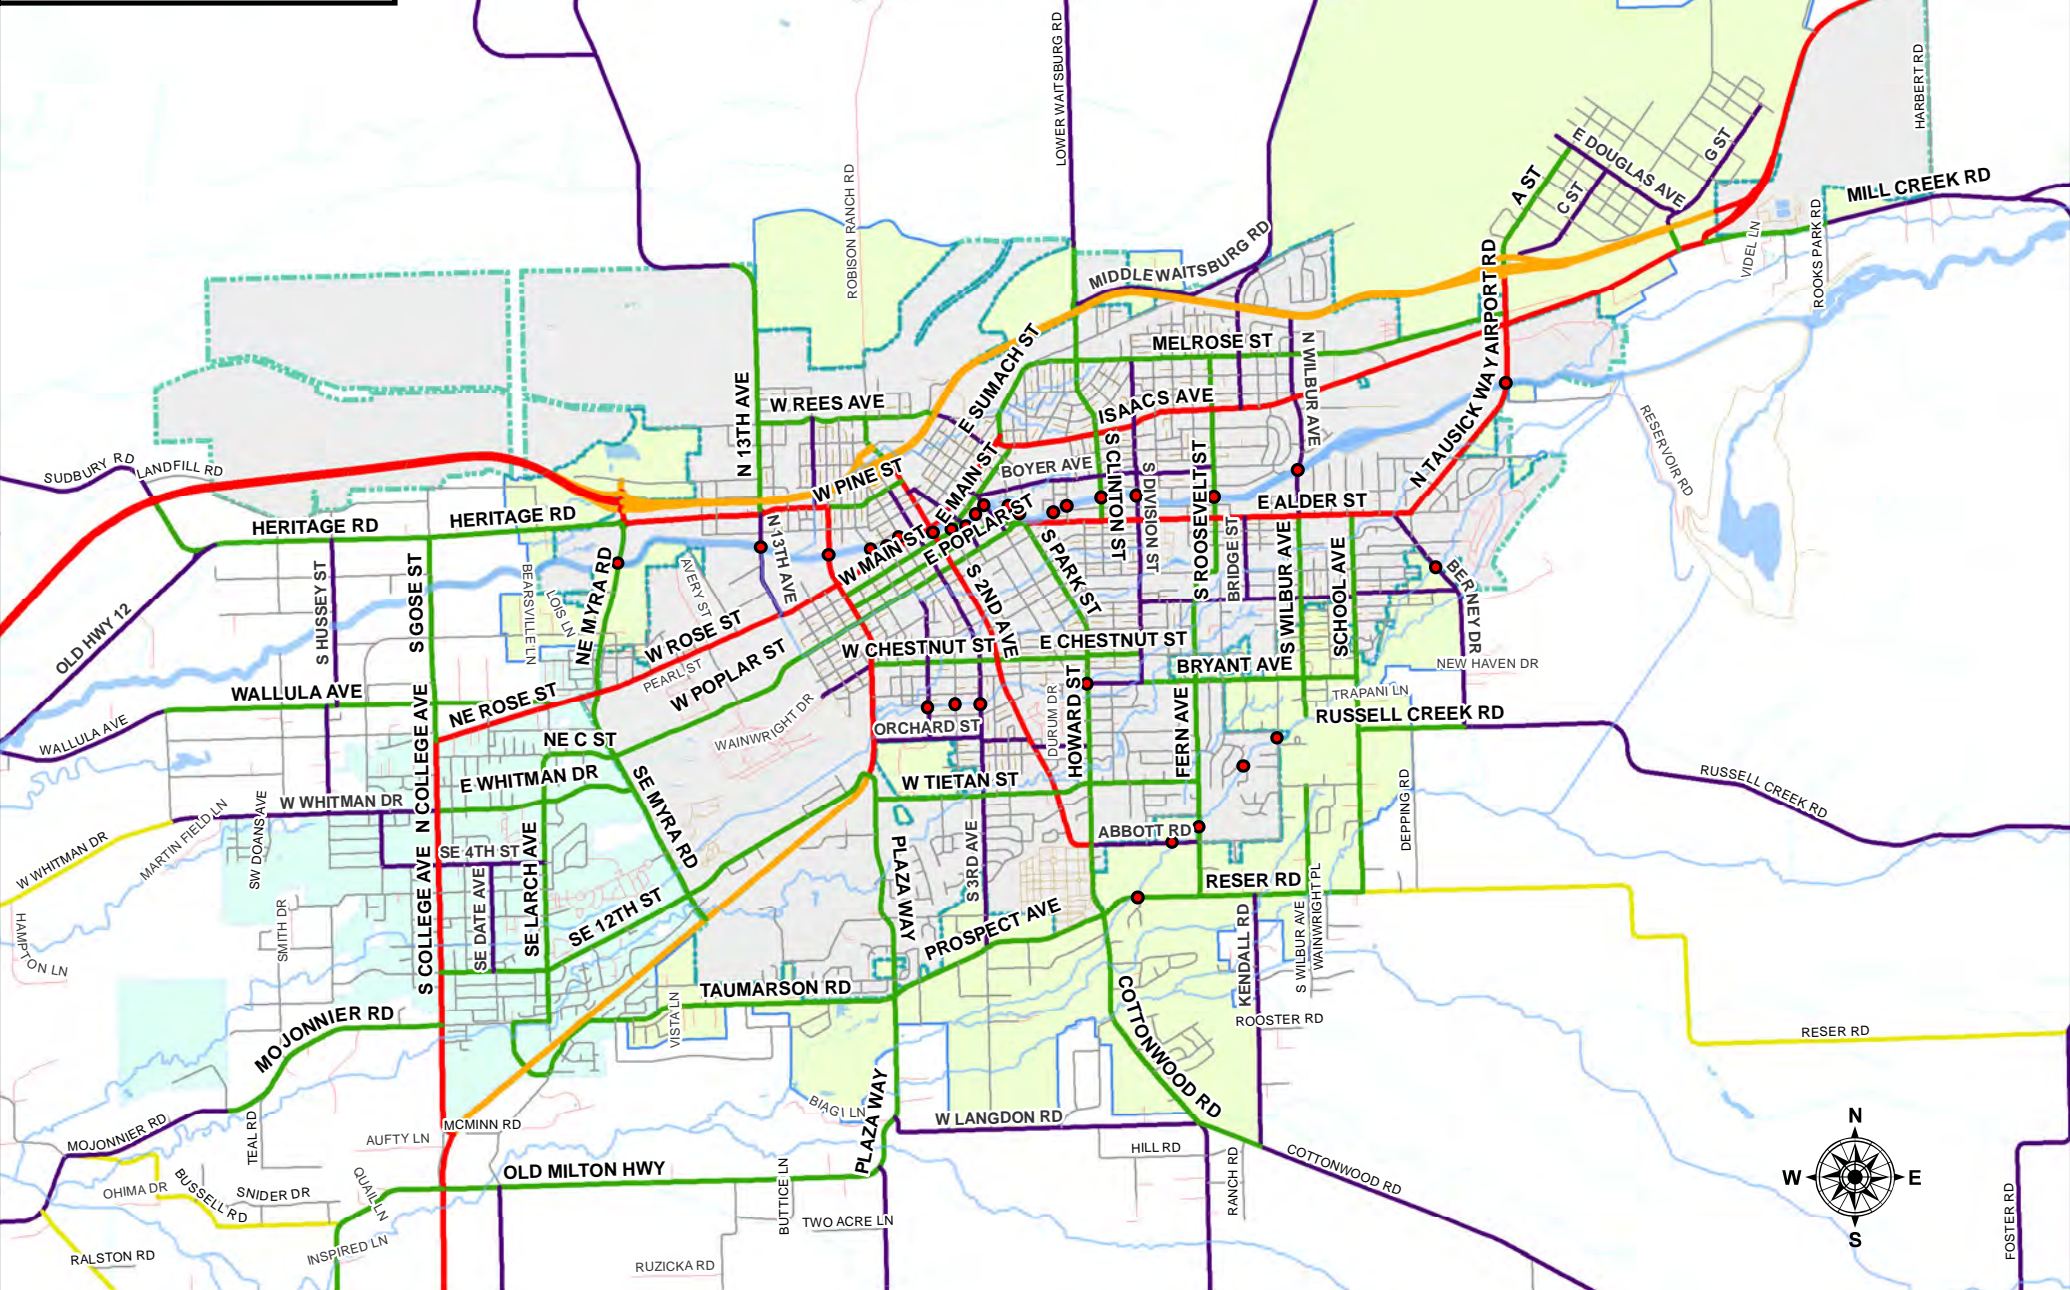 LOWER WAITSBURG RD
HARBERT RD
E DOUGLAS AVE
G ST
A ST
C ST
MILL CREEK RD
ROBISON RANCH RD
MIDDLE WAITSBURG RD
VIDEL LN
ROOKS PARK RD
N TAUSICK WAY
AIRPORT RD
E SUMACH ST
MELROSE ST
N WILBUR AVE
N 13TH AVE
W REES AVE
ISAACS AVE
RESERVOIR RD
SUDBURY RD
LANDFILL RD
BOYER AVE
W PINE ST
E MAIN ST
S CLINTON ST
S DIVISION ST
S ROOSEVELT ST
E ALDER ST
HERITAGE RD
HERITAGE RD
N 13TH AVE
W MAIN ST
E POPLAR ST
S PARK ST
BRIDGE ST
S WILBUR AVE
SCHOOL AVE
BERNEY DR
OLD HWY 12
S HUSSEY ST
S GOSE ST
BEARSVILLE LN
LOIS LN
NE MYRA RD
AVERY ST
W ROSE ST
PEARL ST
W POPLAR ST
S 2ND AVE
W CHESTNUT ST
E CHESTNUT ST
BRYANT AVE
NEW HAVEN DR
WALLULA AVE
WALLULA AVE
NE ROSE ST
N COLLEGE AVE
WAINWRIGHT DR
ORCHARD ST
DURUM DR
HOWARD ST
FERN AVE
TRAPANI LN
RUSSELL CREEK RD
RUSSELL CREEK RD
NE C ST
E WHITMAN DR
W WHITMAN DR
W WHITMAN DR
MARTIN FIELD LN
SW DOANS AVE
SE MYRA RD
W TIETAN ST
ABBOTT RD
DEPPING RD
SE 4TH ST
SE LARCH AVE
SE DATE AVE
S COLLEGE AVE
SE 12TH ST
PLAZA WAY
S 3RD AVE
PROSPECT AVE
RESER RD
KENDALL RD
S WILBUR AVE
WAINWRIGHT PL
HAMPTON LN
SMITH DR
TAUMARSON RD
VISTA LN
COTTONWOOD RD
ROOSTER RD
RESER RD
MOJONNIER RD
MOJONNIER RD
TEAL RD
AUFTY LN
MCMINN RD
BIAGI LN
PLAZA WAY
W LANGDON RD
HILL RD
RANCH RD
COTTONWOOD RD
OLD MILTON HWY
OHIMA DR
BUSSELL RD
SNIDER DR
QUAIL LN
INSPIRED LN
RALSTON RD
BUTTICE LN
TWO ACRE LN
RUZICKA RD
FOSTER RD
N
W
E
S